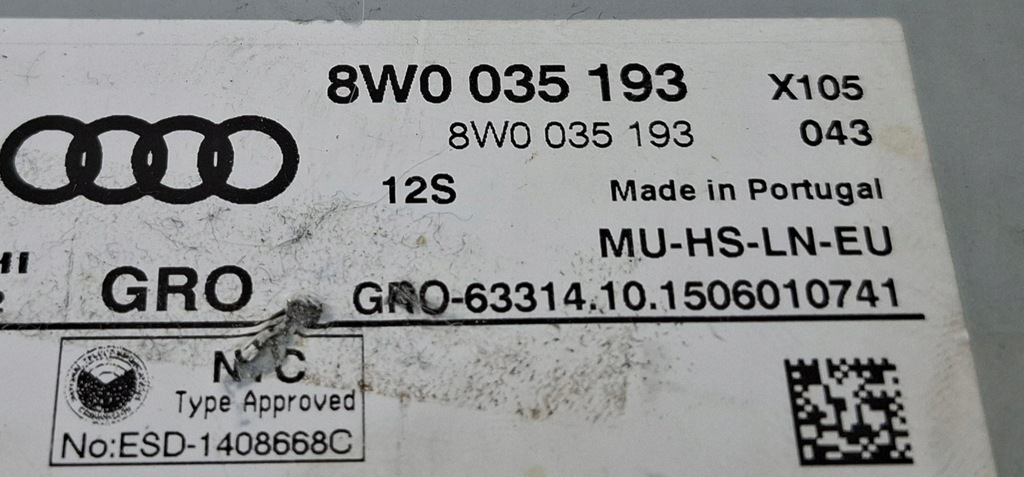 8W0 035 193 X105
8W0 035 193 043
12S Made in Portugal
MU-HS-LN-EU
GRO GRO-63314.10.1506010741
Type Approved
No:ESD-1408668C